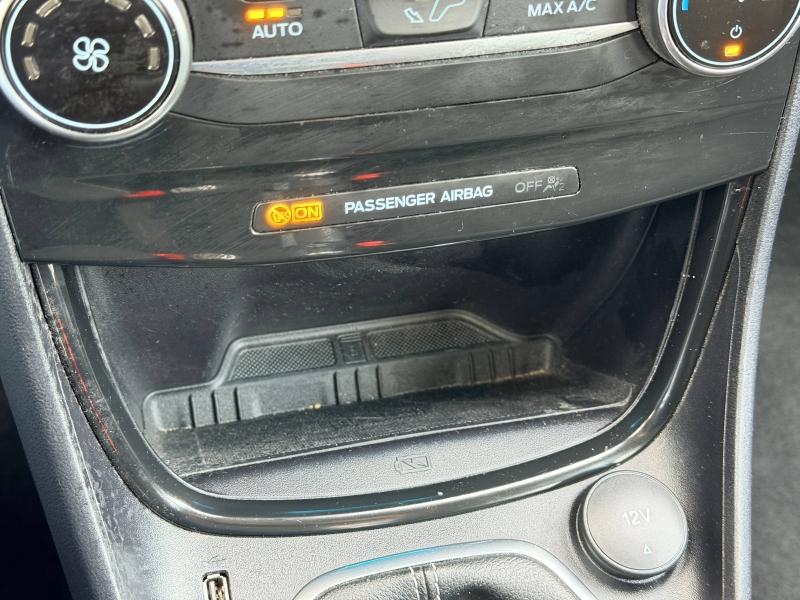 AUTO
MAX A/C
ON PASSENGER AIRBAG OFF
12V